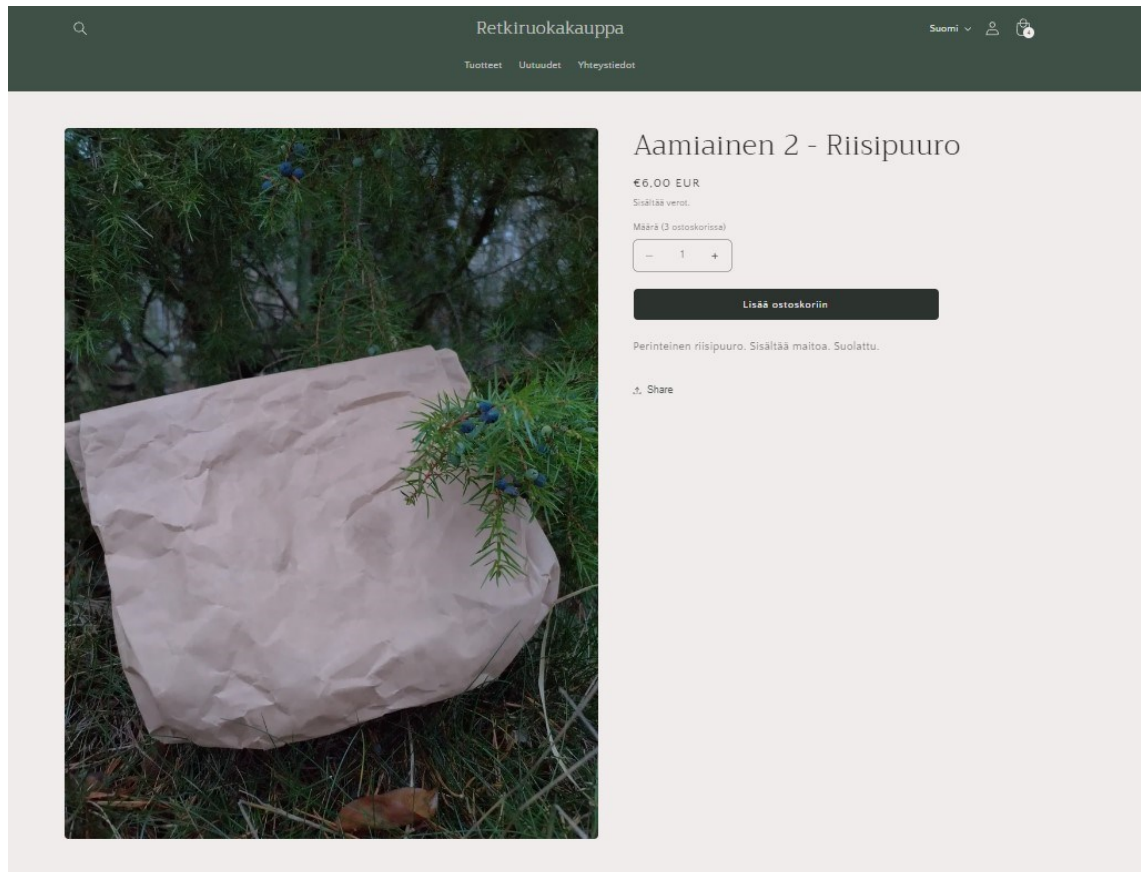 Retkiruokakauppa
Suomi
4
Tuotteet Uutuudet Yhteystiedot
Aamiainen 2 - Riisipuuro
€6,00 EUR
Sisältää verot.
Määrä (3 ostoskorissa)
− 1 +
Lisää ostoskoriin
Perinteinen riisipuuro. Sisältää maitoa. Suolattu.
Share